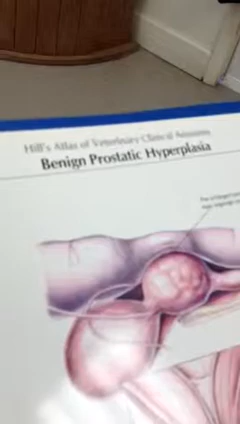 Hill's Atlas of Veterinary Clinical Anatomy
Benign Prostatic Hyperplasia